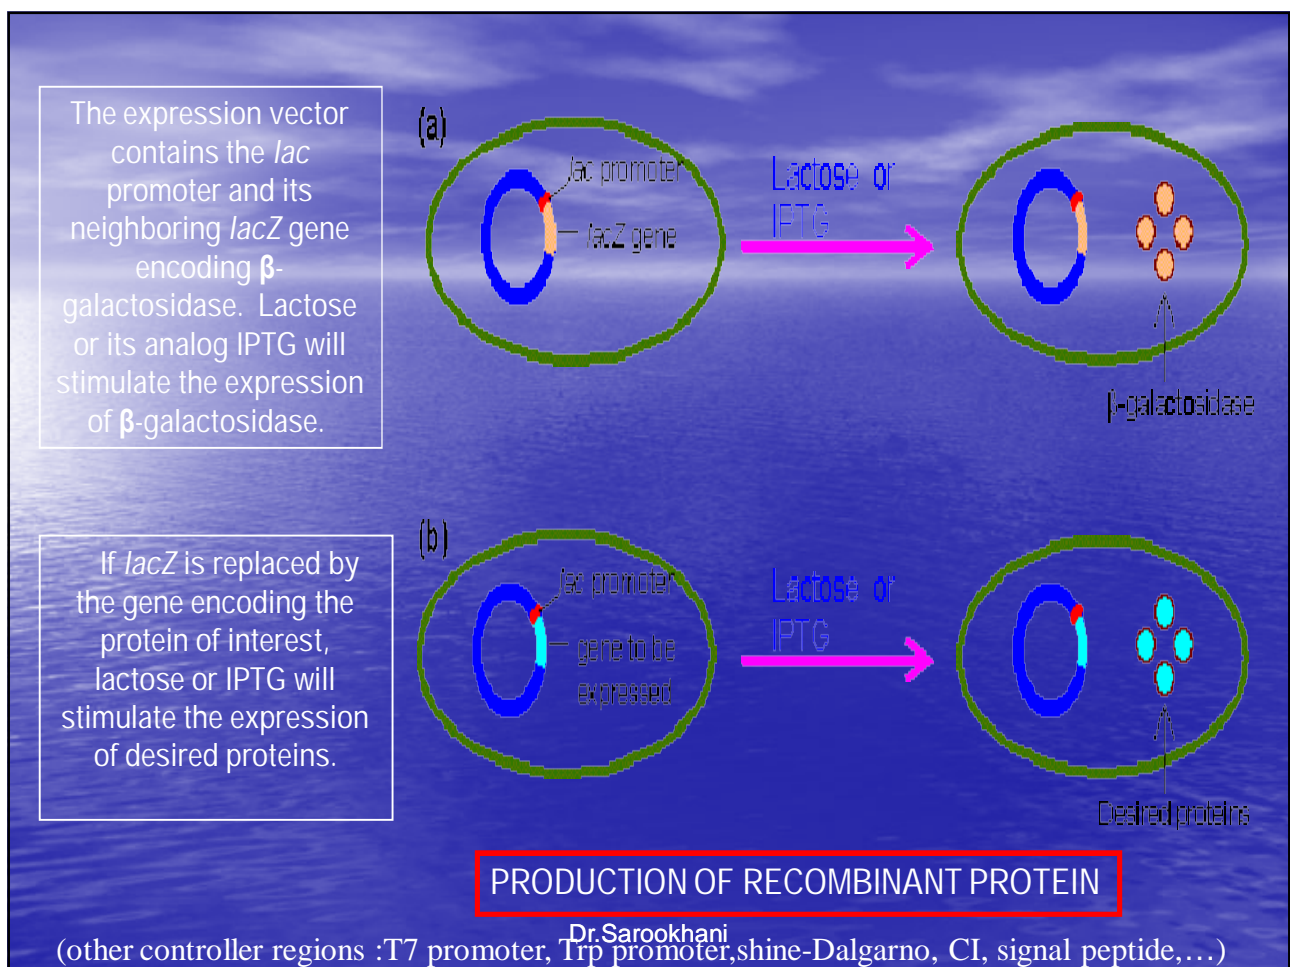 The expression vector
contains the lac
promoter and its
neighboring lacZ gene
encoding β-
galactosidase. Lactose
or its analog IPTG will
stimulate the expression
of β-galactosidase.
(a)
lac promoter
lacZ gene
Lactose or
IPTG
β-galactosidase
If lacZ is replaced by
the gene encoding the
protein of interest,
lactose or IPTG will
stimulate the expression
of desired proteins.
(b)
lac promoter
gene to be
expressed
Lactose or
IPTG
Desired proteins
PRODUCTION OF RECOMBINANT PROTEIN
Dr.Sarookhani
(other controller regions :T7 promoter, Trp promoter,shine-Dalgarno, CI, signal peptide,…)